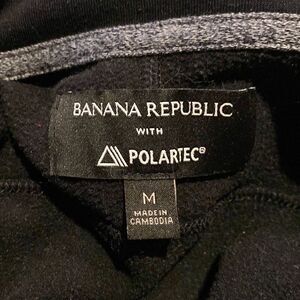 BANANA REPUBLIC
WITH
POLARTEC®
M
MADE IN
CAMBODIA